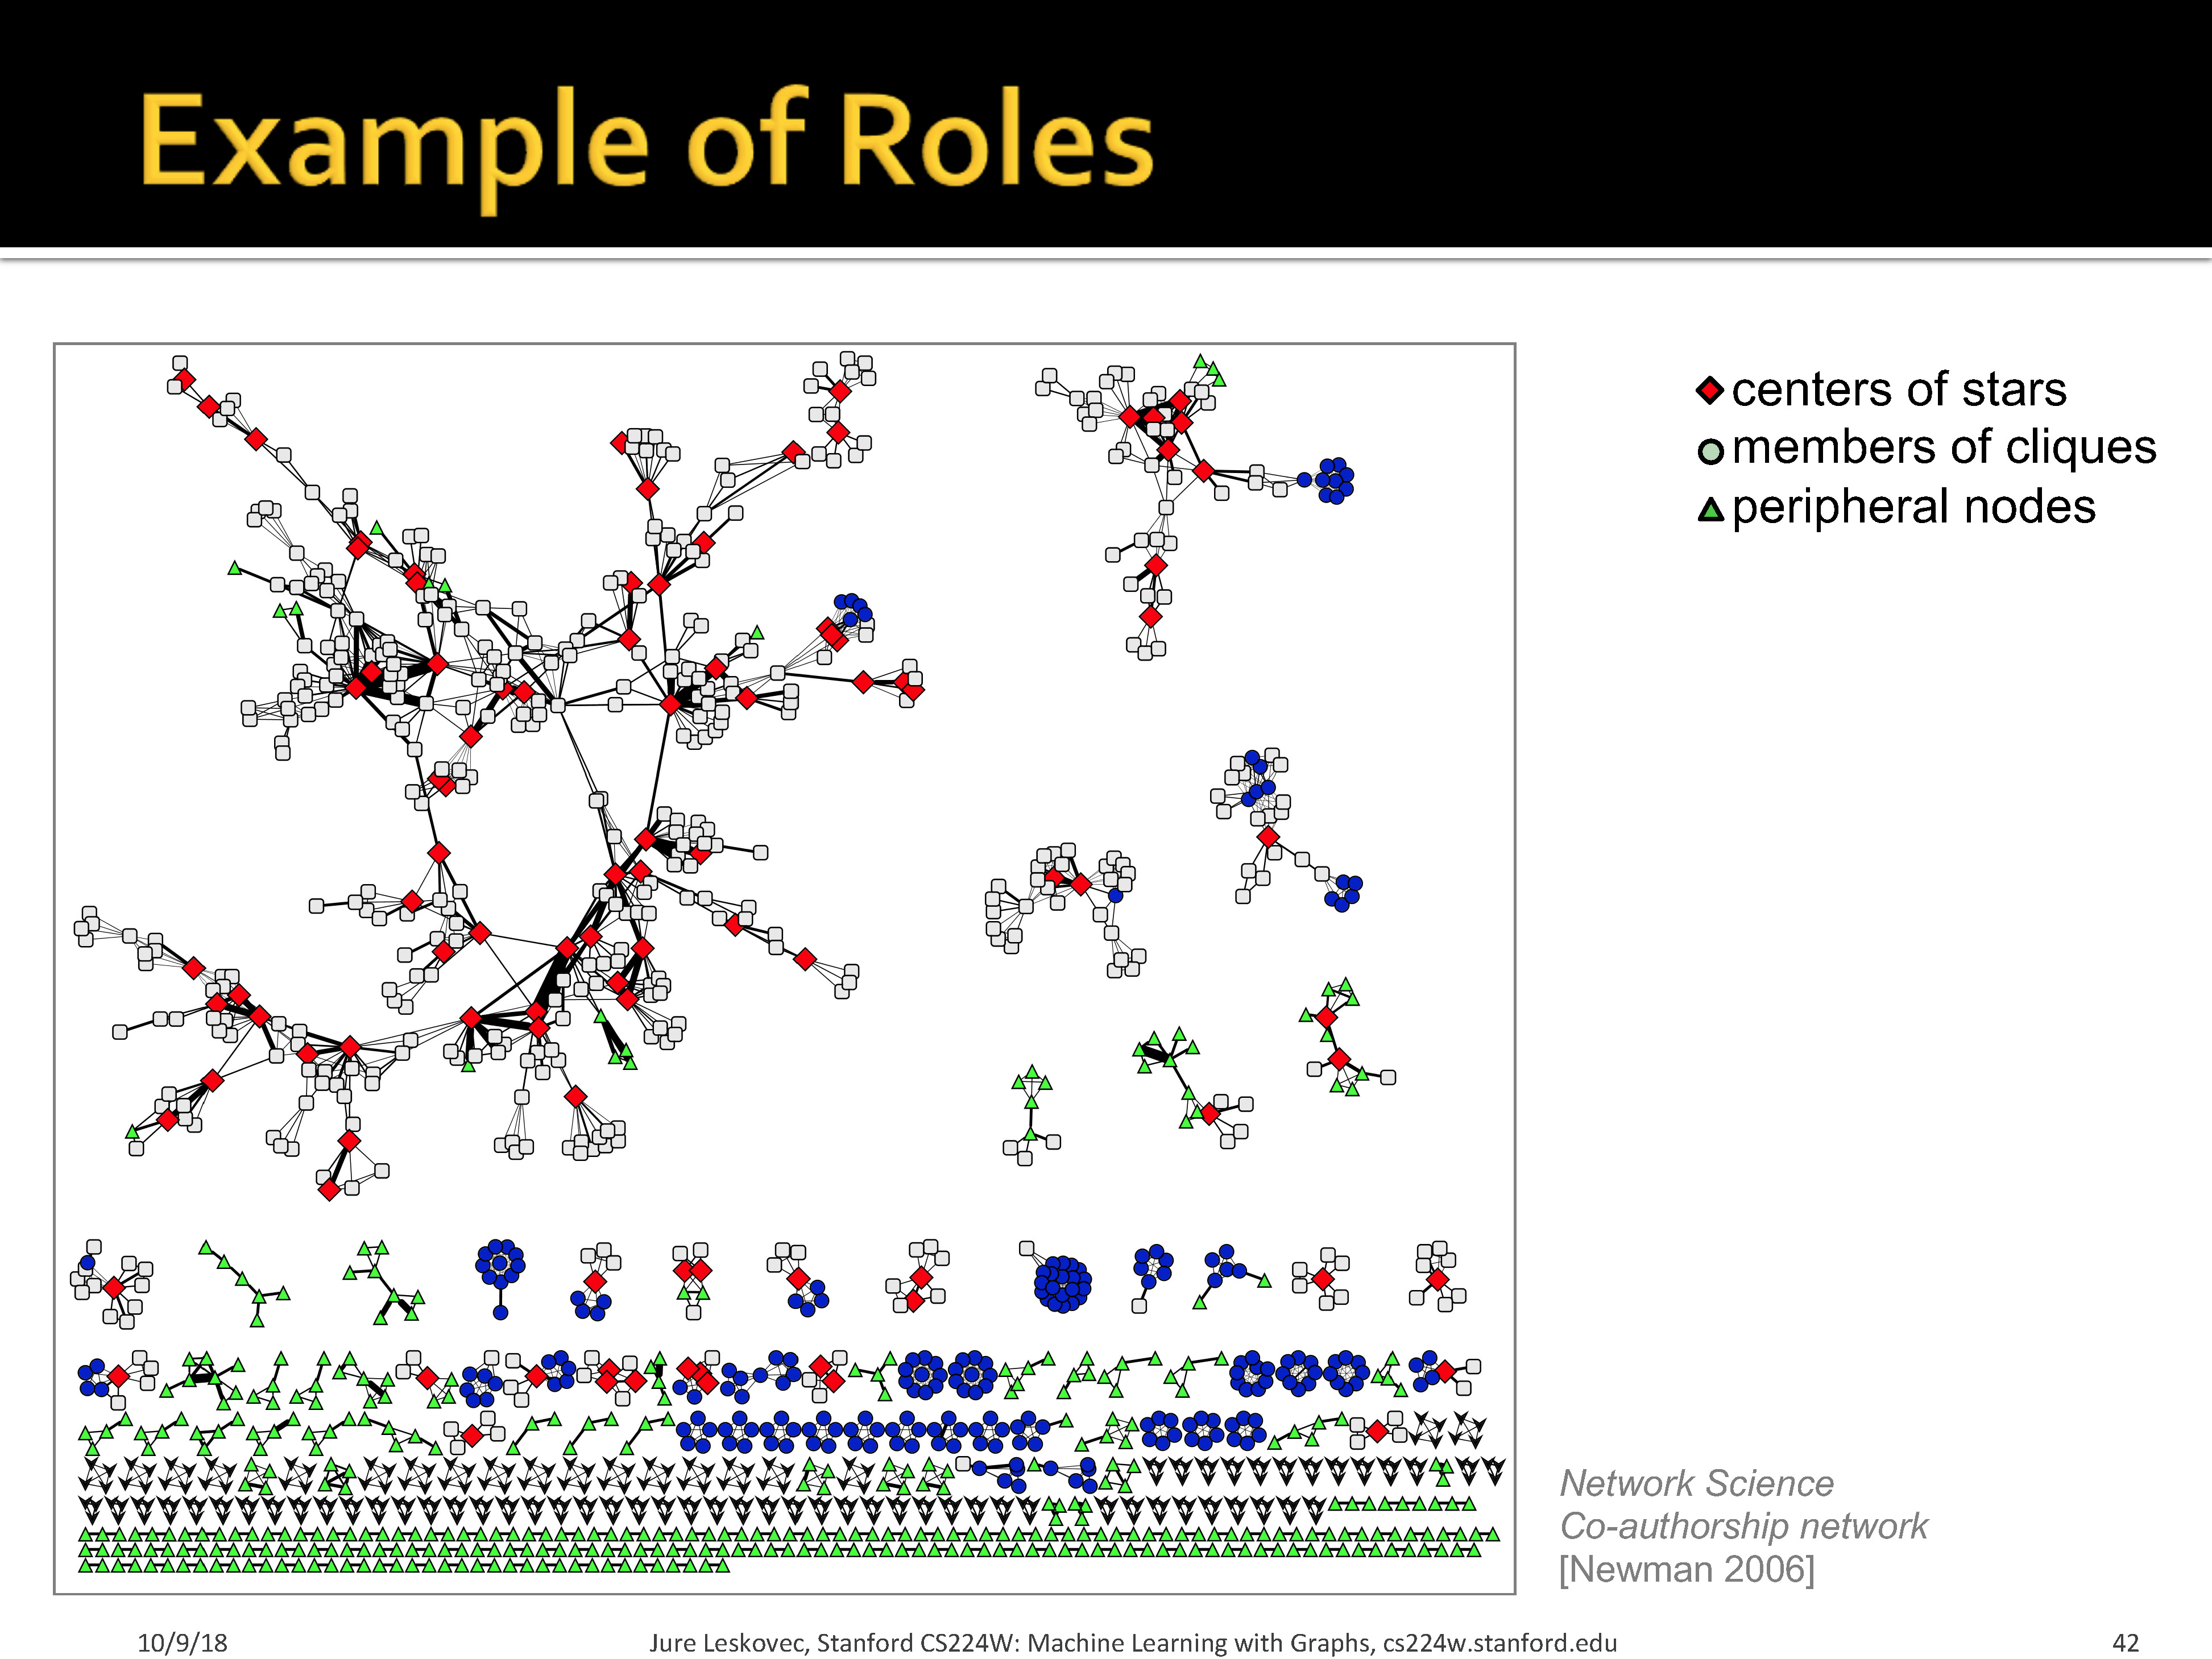 Example of Roles
centers of stars
members of cliques
peripheral nodes
Network Science
Co-authorship network
[Newman 2006]
10/9/18
Jure Leskovec, Stanford CS224W: Machine Learning with Graphs, cs224w.stanford.edu
42